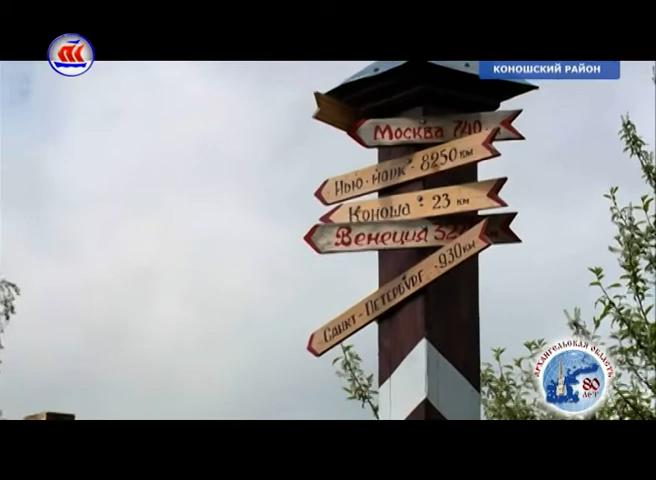 КОНОШСКИЙ РАЙОН
МОСКВА 740
НЬЮ-ЙОРК - 8250 КМ
КОНОША - 23 КМ
ВЕНЕЦИЯ
САНКТ-ПЕТЕРБУРГ - 930 КМ
АРХАНГЕЛЬСКАЯ ОБЛАСТЬ
80
ЛЕТ